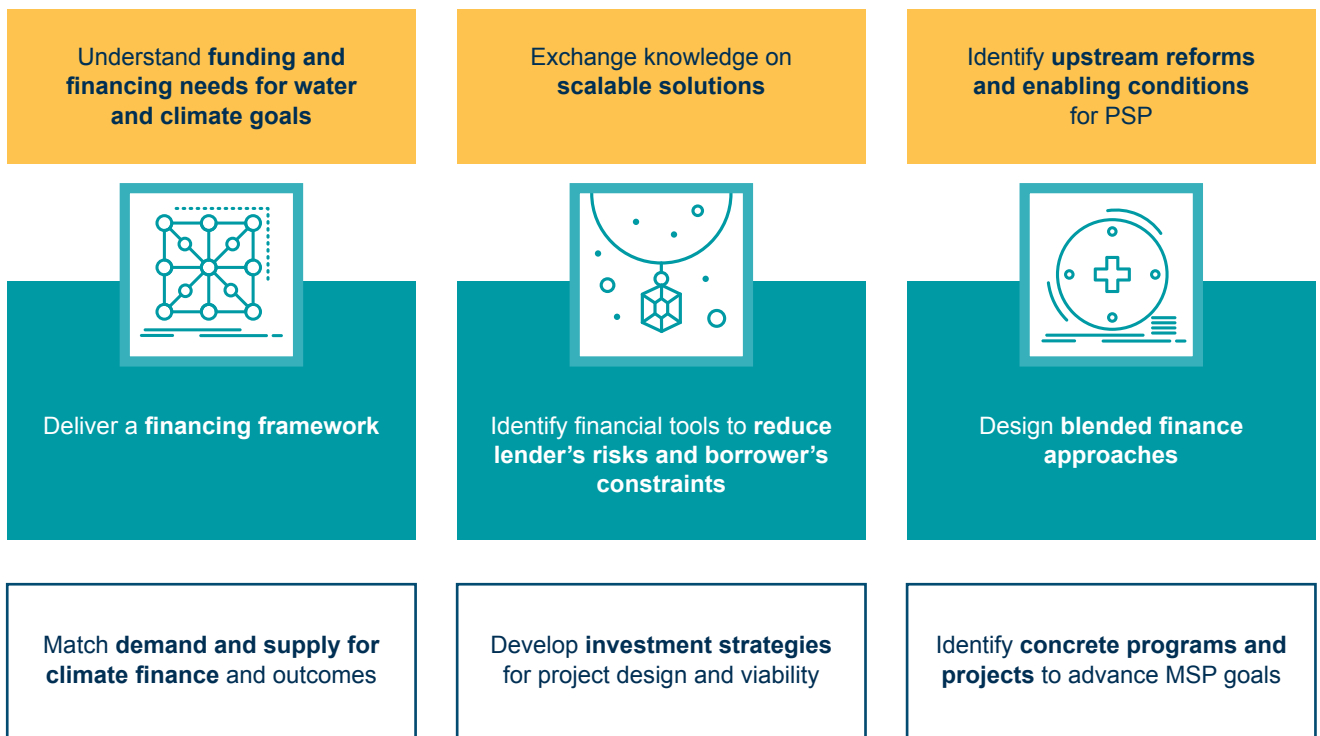 Understand funding and
financing needs for water
and climate goals
Exchange knowledge on
scalable solutions
Identify upstream reforms
and enabling conditions
for PSP
Deliver a financing framework
Identify financial tools to reduce
lender’s risks and borrower’s
constraints
Design blended finance
approaches
Match demand and supply for
climate finance and outcomes
Develop investment strategies
for project design and viability
Identify concrete programs and
projects to advance MSP goals